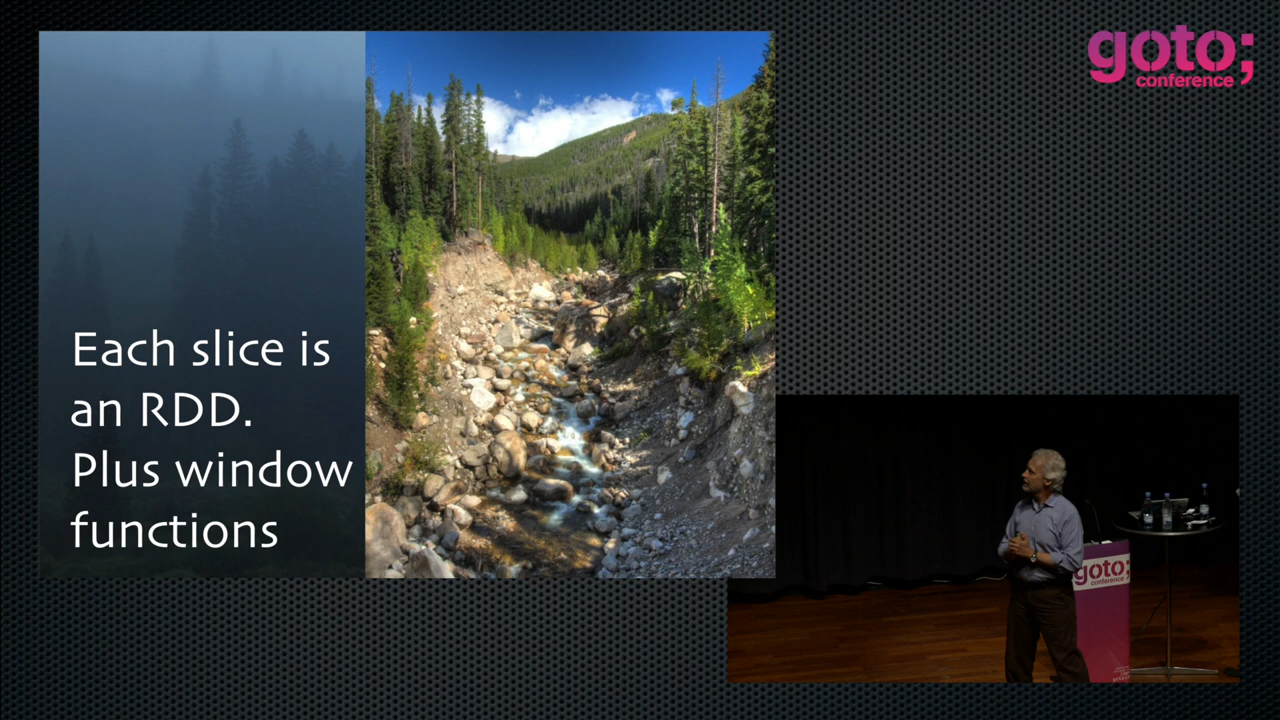 goto;
conference
Each slice is
an RDD.
Plus window
functions
goto;
conference